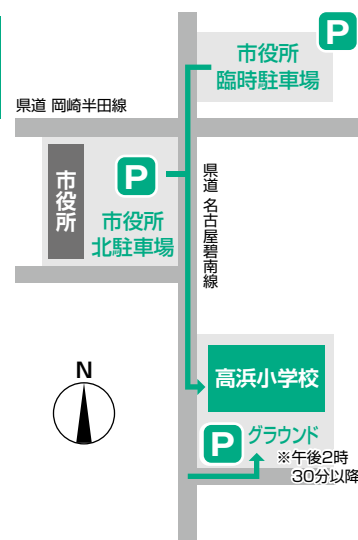 P
市役所
臨時駐車場
県道 岡崎半田線
市役所
P
市役所
北駐車場
県道 名古屋碧南線
N
高浜小学校
P
グラウンド
※午後2時
30分以降